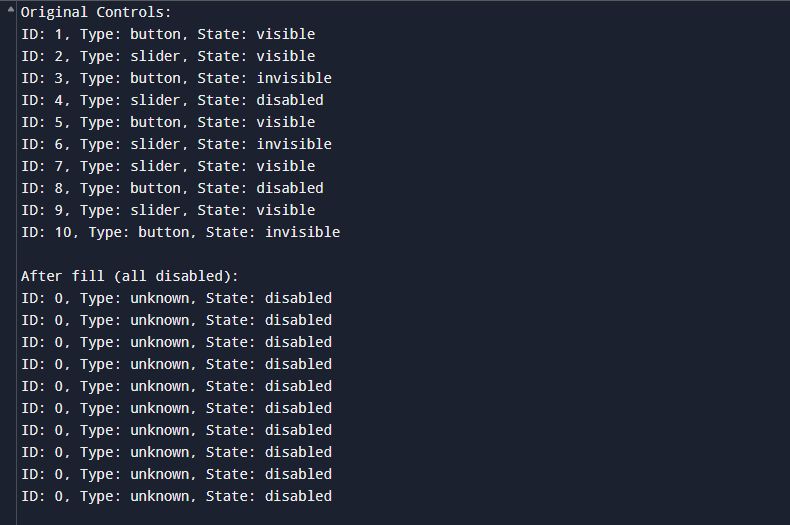 Original Controls:
ID: 1, Type: button, State: visible
ID: 2, Type: slider, State: visible
ID: 3, Type: button, State: invisible
ID: 4, Type: slider, State: disabled
ID: 5, Type: button, State: visible
ID: 6, Type: slider, State: invisible
ID: 7, Type: slider, State: visible
ID: 8, Type: button, State: disabled
ID: 9, Type: slider, State: visible
ID: 10, Type: button, State: invisible

After fill (all disabled):
ID: 0, Type: unknown, State: disabled
ID: 0, Type: unknown, State: disabled
ID: 0, Type: unknown, State: disabled
ID: 0, Type: unknown, State: disabled
ID: 0, Type: unknown, State: disabled
ID: 0, Type: unknown, State: disabled
ID: 0, Type: unknown, State: disabled
ID: 0, Type: unknown, State: disabled
ID: 0, Type: unknown, State: disabled
ID: 0, Type: unknown, State: disabled